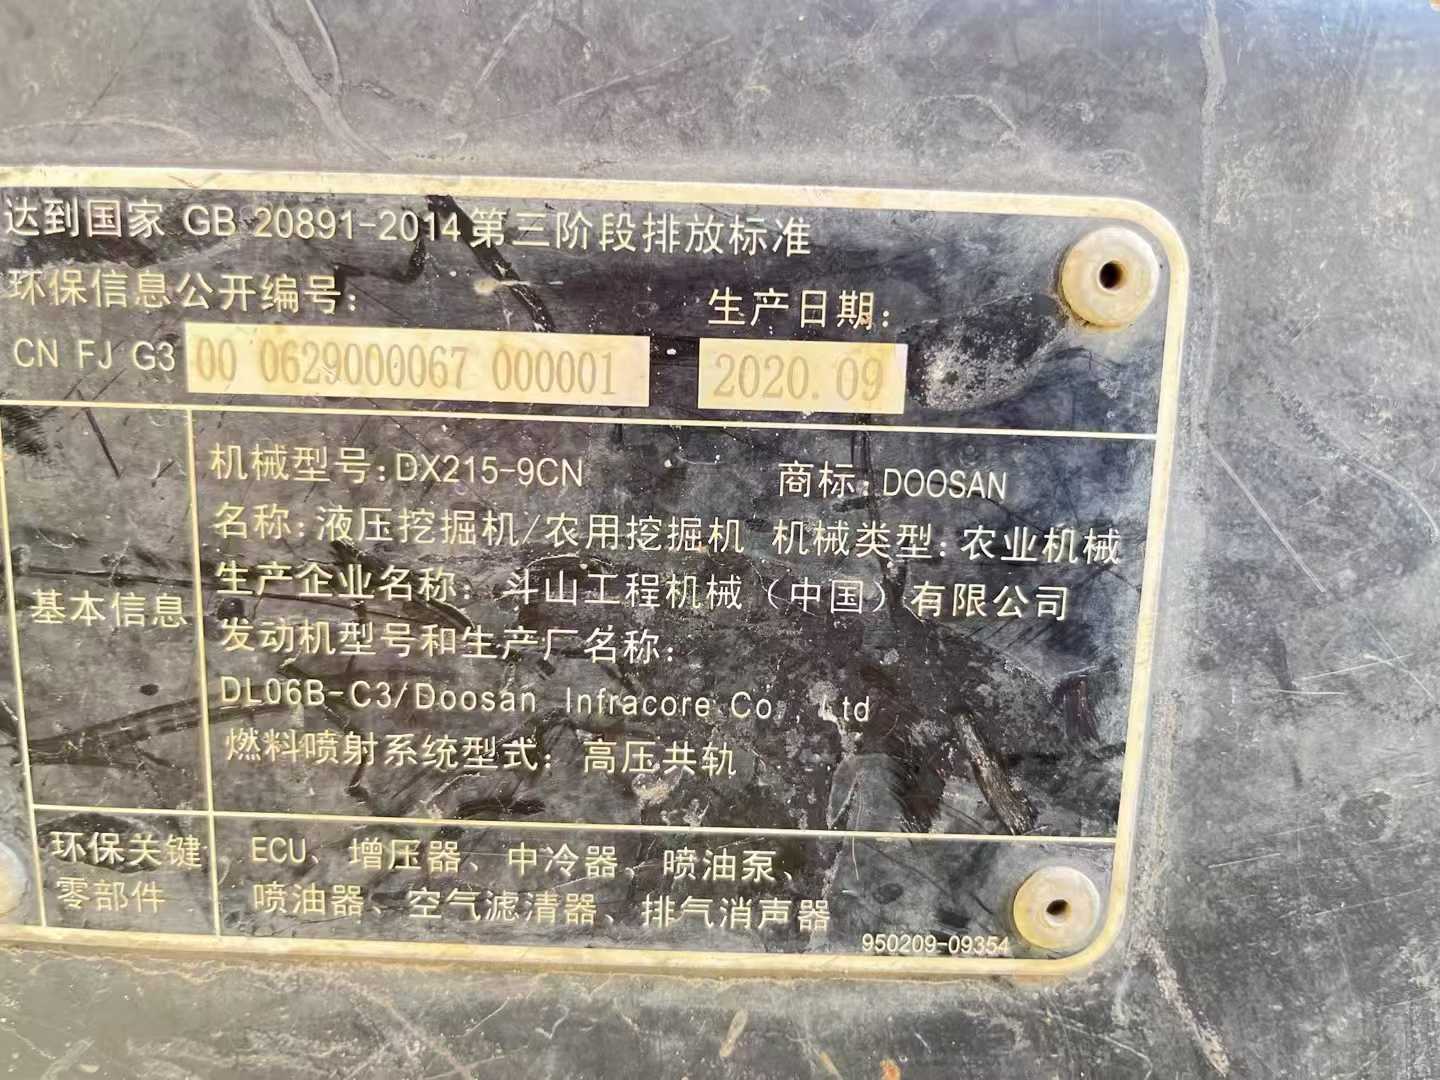 达到国家 GB 20891-2014第三阶段排放标准
环保信息公开编号: 生产日期:
CN FJ G3 00 0629000067 000001 2020.09
机械型号:DX215-9CN 商标:DOOSAN
名称:液压挖掘机/农用挖掘机 机械类型:农业机械
生产企业名称: 斗山工程机械(中国)有限公司
基本信息
发动机型号和生产厂名称:
DL06B-C3/Doosan Infracore Co., Ltd
燃料喷射系统型式: 高压共轨
环保关键
零部件
ECU、增压器、中冷器、喷油泵、
喷油器、空气滤清器、排气消声器
950209-09354